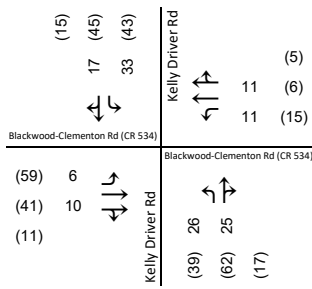 (15) (45) (43)
17 33
Blackwood-Clementon Rd (CR 534)
Kelly Driver Rd
(5)
11 (6)
11 (15)
(59) 6
(41) 10
(11)
Kelly Driver Rd
Blackwood-Clementon Rd (CR 534)
26 25
(39) (62) (17)